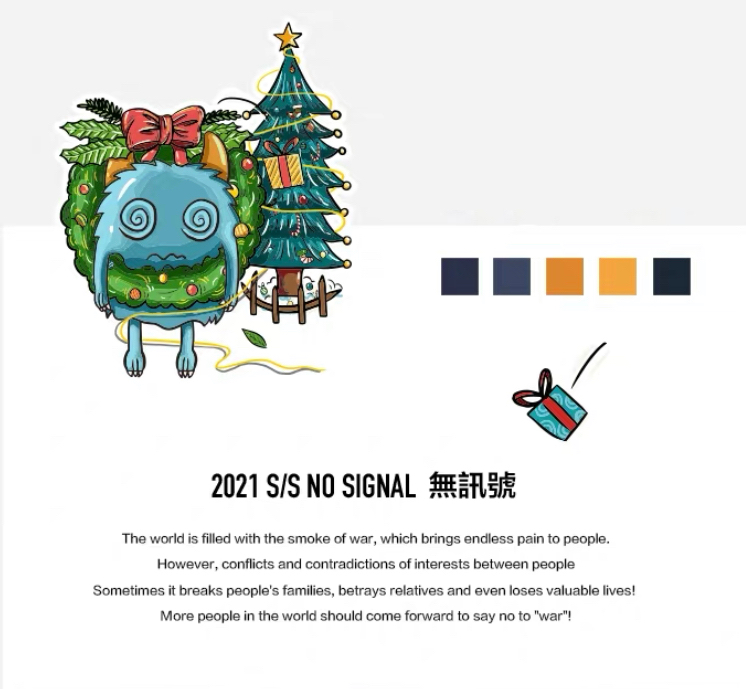 2021 S/S NO SIGNAL 無訊號
The world is filled with the smoke of war, which brings endless pain to people.
However, conflicts and contradictions of interests between people
Sometimes it breaks people's families, betrays relatives and even loses valuable lives!
More people in the world should come forward to say no to "war"!